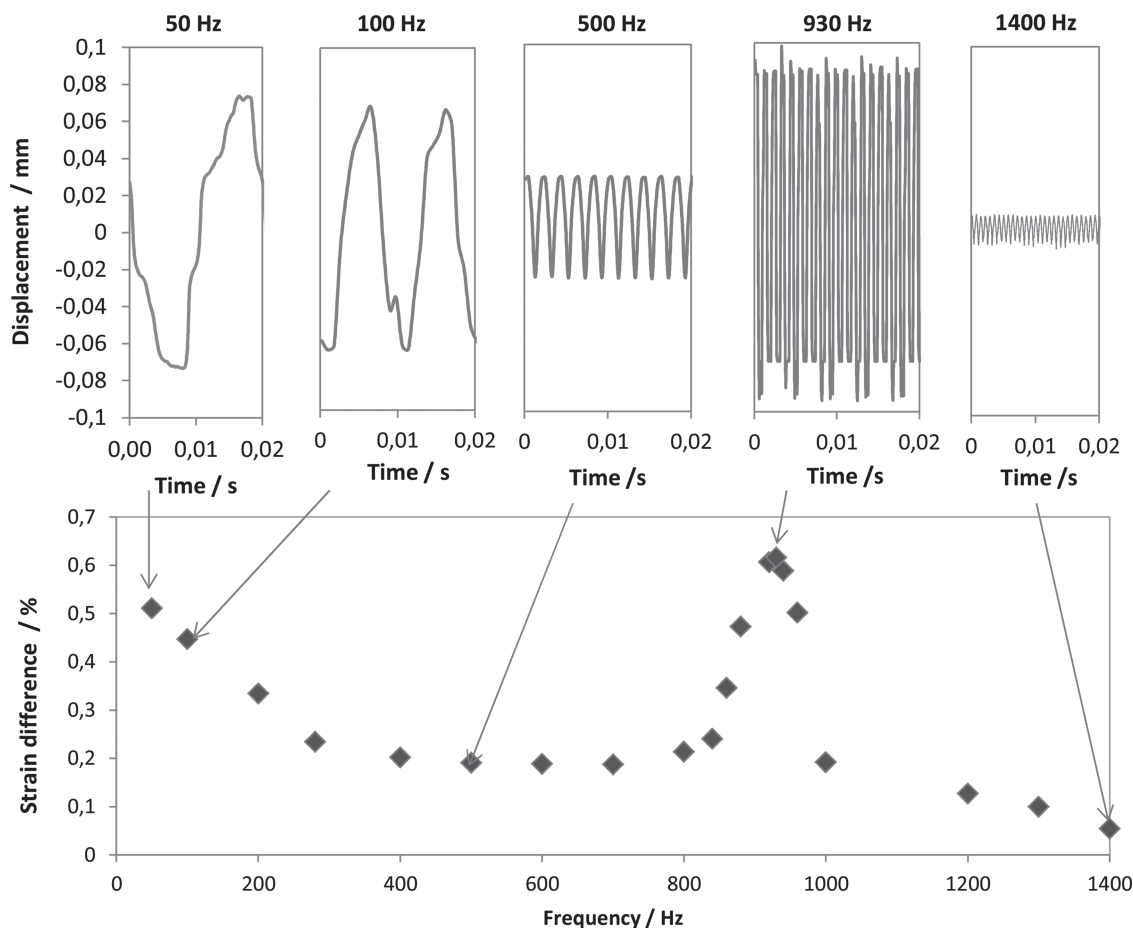 50 Hz 100 Hz 500 Hz 930 Hz 1400 Hz
0,1
0,08
0,06
0,04
0,02
0
-0,02
-0,04
-0,06
-0,08
-0,1
Displacement / mm
0,00 0,01 0,02
0 0,01 0,02
0 0,01 0,02
0 0,01 0,02
0 0,01 0,02
Time / s
Time / s
Time /s
Time /s
Time /s
0,7
0,6
0,5
0,4
0,3
0,2
0,1
0
Strain difference / %
0 200 400 600 800 1000 1200 1400
Frequency / Hz